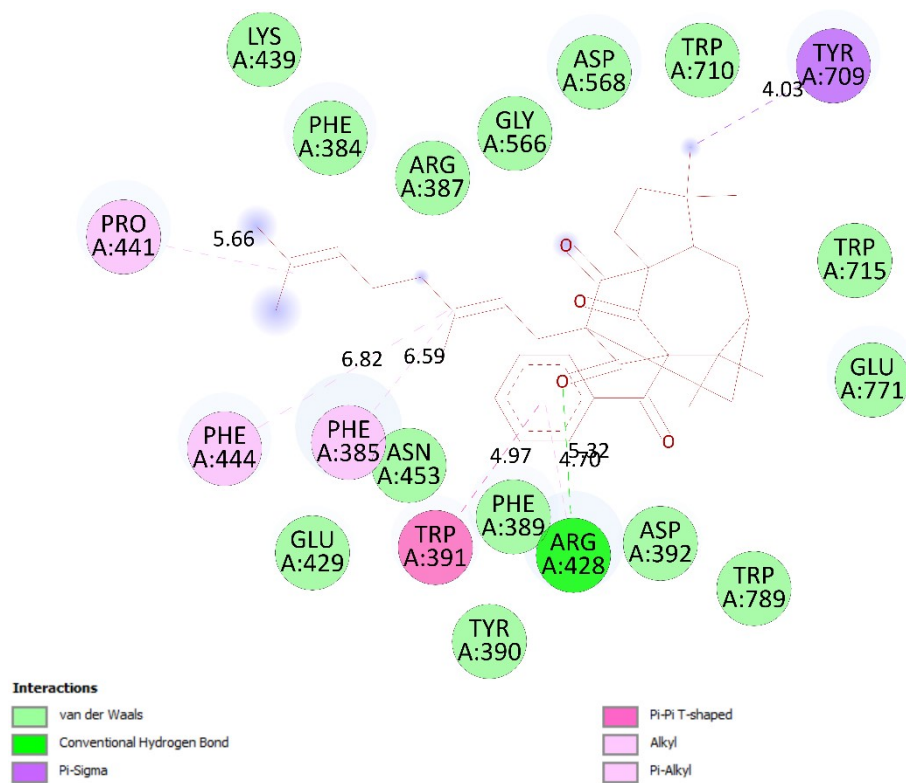 LYS
A:439
ASP
A:568
TRP
A:710
TYR
A:709
4.03
PHE
A:384
GLY
A:566
ARG
A:387
PRO
A:441
5.66
O
O
TRP
A:715
6.82
6.59
O
GLU
A:771
O
PHE
A:444
PHE
A:385
ASN
A:453
4.97
5.32
4.70
PHE
A:389
GLU
A:429
TRP
A:391
ARG
A:428
ASP
A:392
TRP
A:789
TYR
A:390
Interactions
van der Waals
Conventional Hydrogen Bond
Pi-Sigma
Pi-Pi T-shaped
Alkyl
Pi-Alkyl